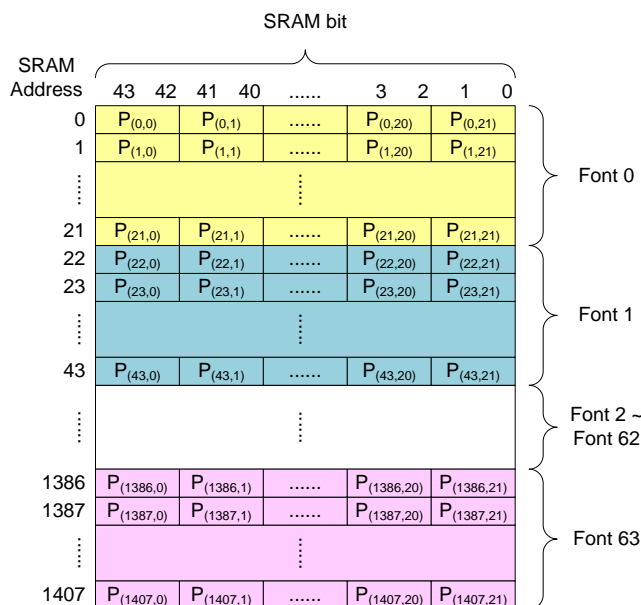 SRAM bit
SRAM
Address
43 42 41 40 ...... 3 2 1 0
0 P(0,0) P(0,1) ...... P(0,20) P(0,21)
1 P(1,0) P(1,1) ...... P(1,20) P(1,21)
...... ...... Font 0
21 P(21,0) P(21,1) ...... P(21,20) P(21,21)
22 P(22,0) P(22,1) ...... P(22,20) P(22,21)
23 P(23,0) P(23,1) ...... P(23,20) P(23,21)
...... ...... Font 1
43 P(43,0) P(43,1) ...... P(43,20) P(43,21)
...... ...... Font 2 ~
Font 62
1386 P(1386,0) P(1386,1) ...... P(1386,20) P(1386,21)
1387 P(1387,0) P(1387,1) ...... P(1387,20) P(1387,21)
...... ...... Font 63
1407 P(1407,0) P(1407,1) ...... P(1407,20) P(1407,21)